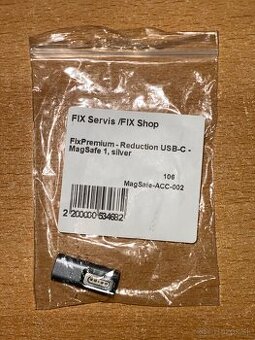 FIX Servis /FIX Shop
FixPremium - Reduction USB-C -
MagSafe 1, silver
106
MagSafe-ACC-002
2 200000 534682